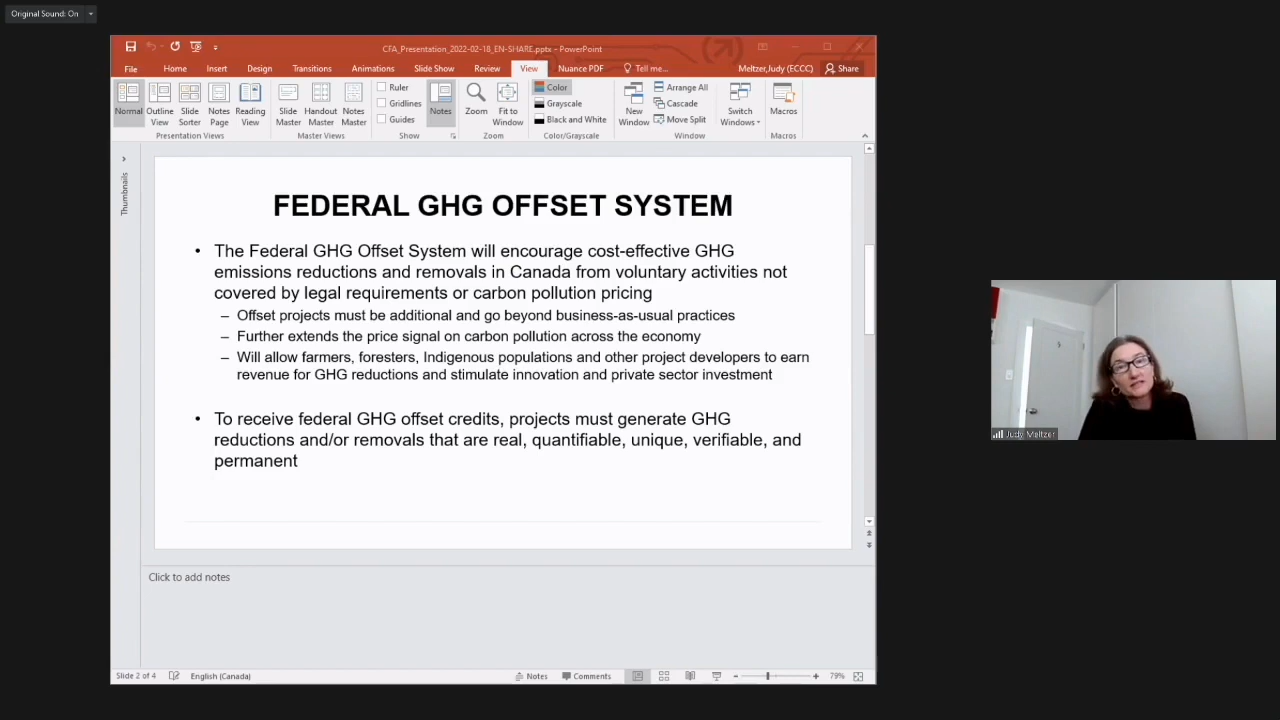 Original Sound: On
CFA_Presentation_2022-02-18_EN-SHARE.pptx - PowerPoint
File Home Insert Design Transitions Animations Slide Show Review View Nuance PDF Tell me... Meltzer,Judy (ECCC) Share
Normal Outline View Slide Sorter Notes Page Reading View
Presentation Views
Slide Master Handout Master Notes Master
Master Views
Ruler
Gridlines
Guides
Show
Notes
Zoom Fit to Window
Zoom
Color
Grayscale
Black and White
Color/Grayscale
New Window
Arrange All
Cascade
Move Split
Window
Switch Windows
Macros
Macros
Thumbnails
FEDERAL GHG OFFSET SYSTEM
• The Federal GHG Offset System will encourage cost-effective GHG
emissions reductions and removals in Canada from voluntary activities not
covered by legal requirements or carbon pollution pricing
– Offset projects must be additional and go beyond business-as-usual practices
– Further extends the price signal on carbon pollution across the economy
– Will allow farmers, foresters, Indigenous populations and other project developers to earn
revenue for GHG reductions and stimulate innovation and private sector investment
• To receive federal GHG offset credits, projects must generate GHG
reductions and/or removals that are real, quantifiable, unique, verifiable, and
permanent
Click to add notes
Slide 2 of 4 English (Canada) Notes Comments 79%
Judy Meltzer